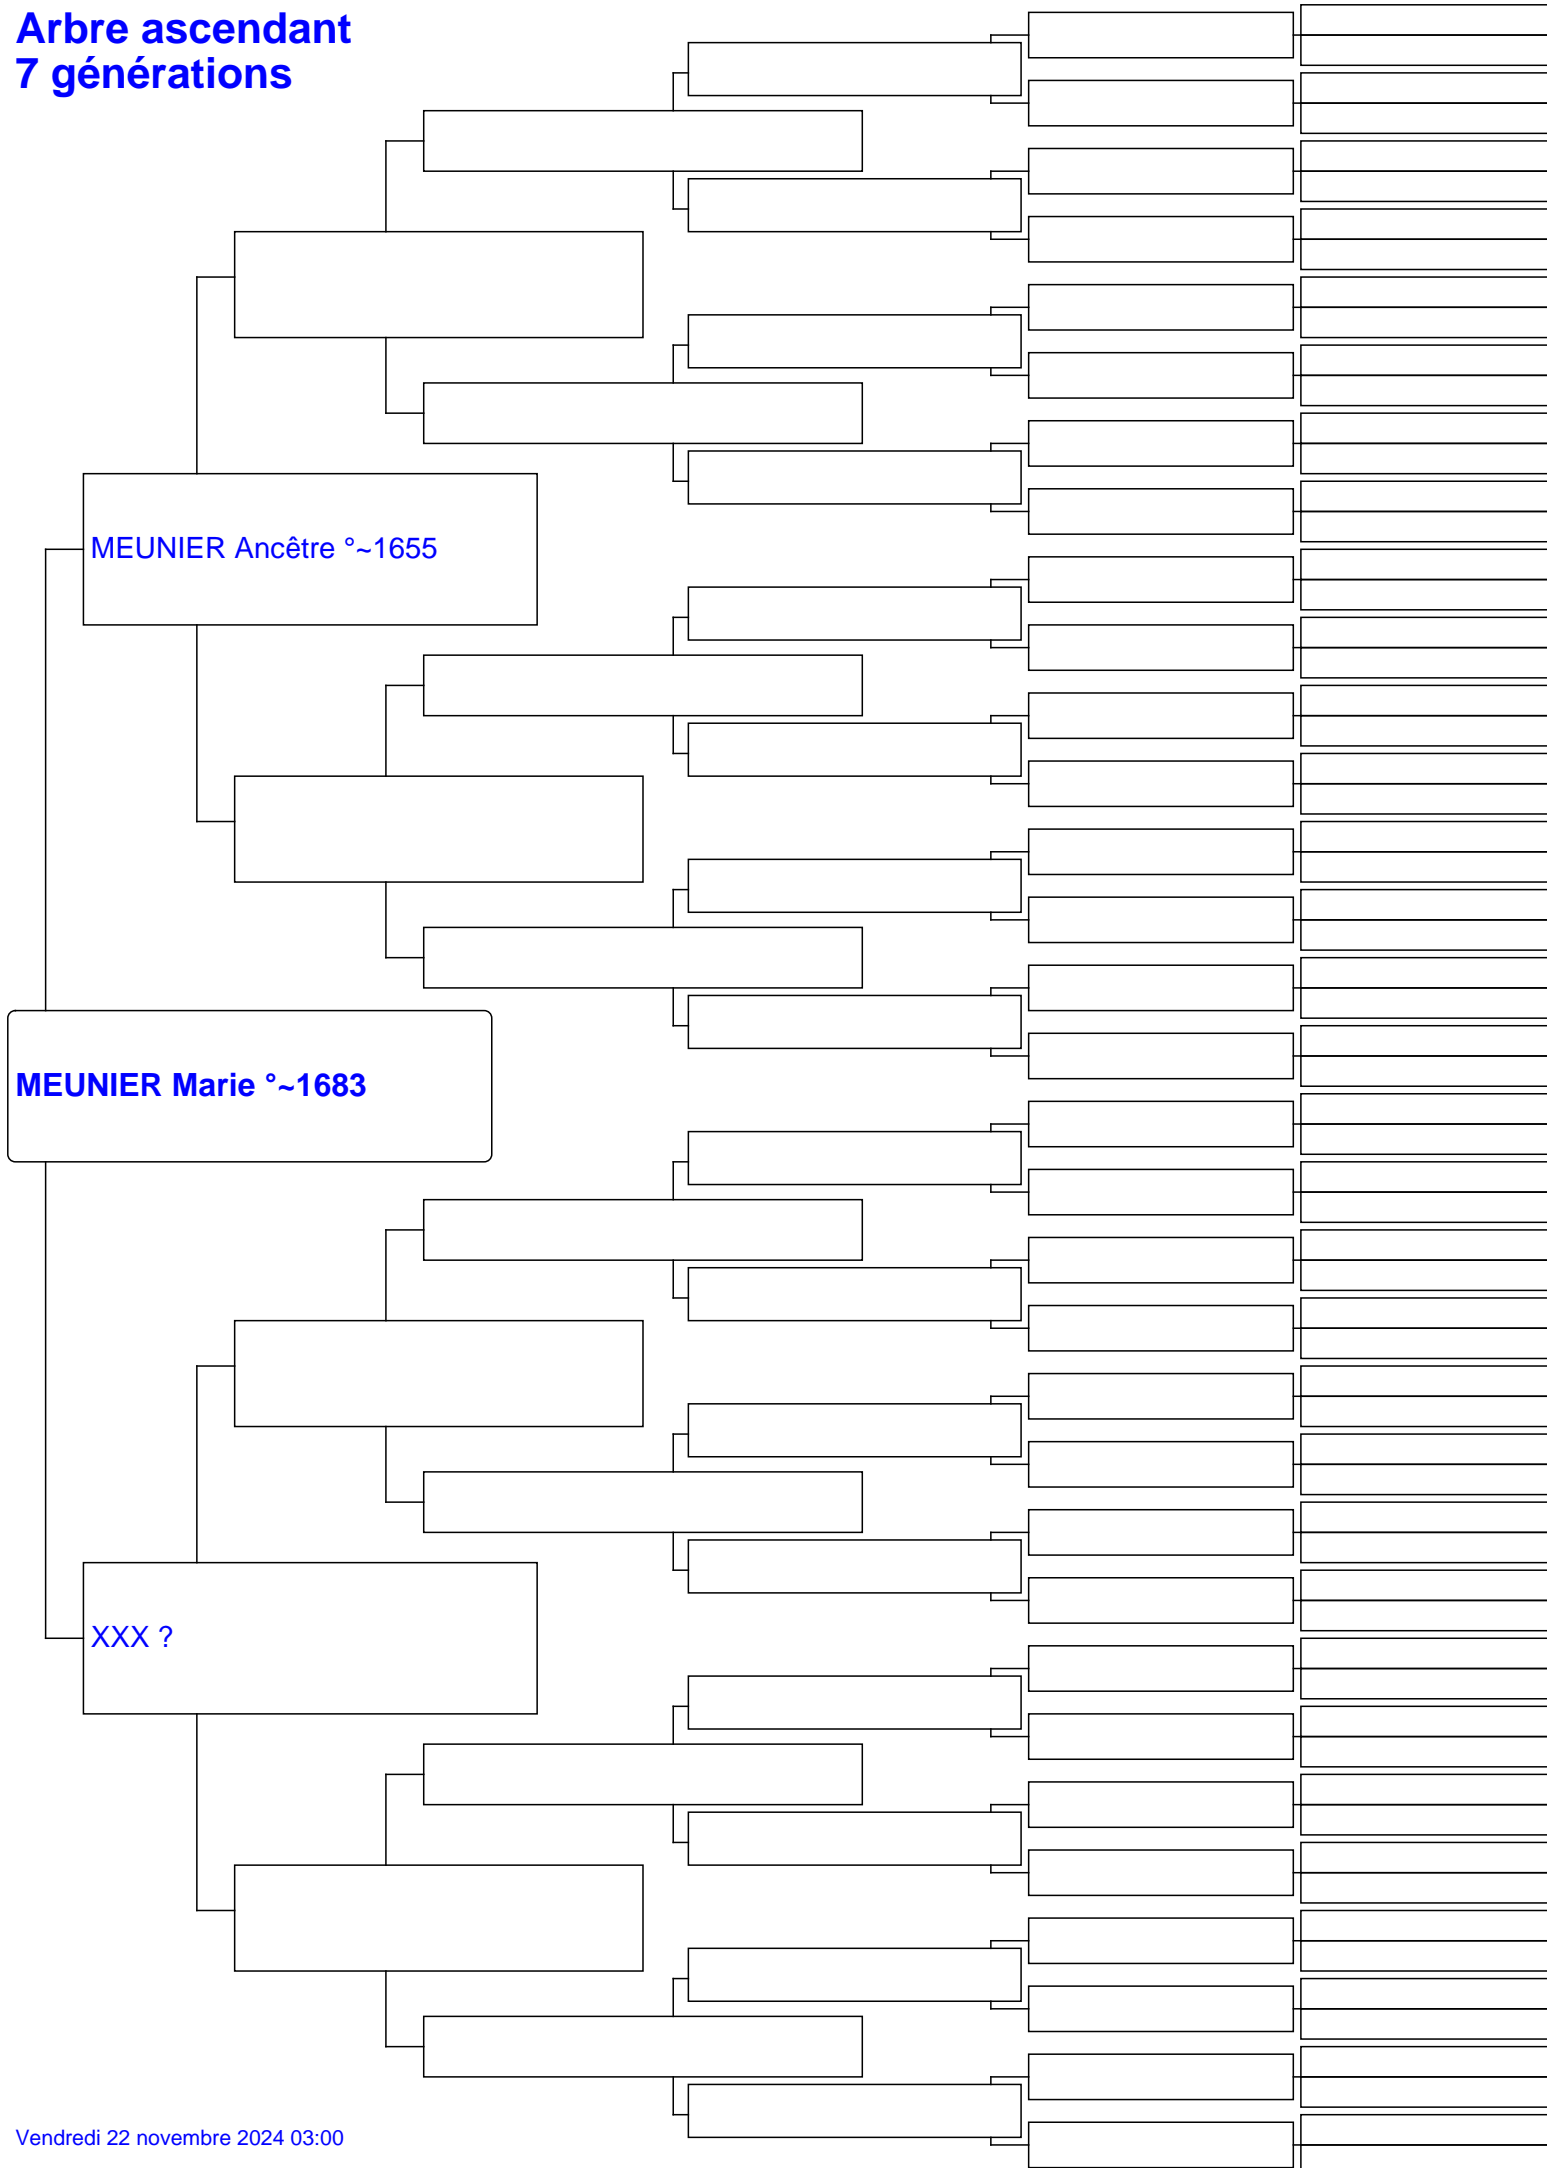 Arbre ascendant
7 générations
MEUNIER Ancêtre °~1655
MEUNIER Marie °~1683
XXX ?
Vendredi 22 novembre 2024 03:00